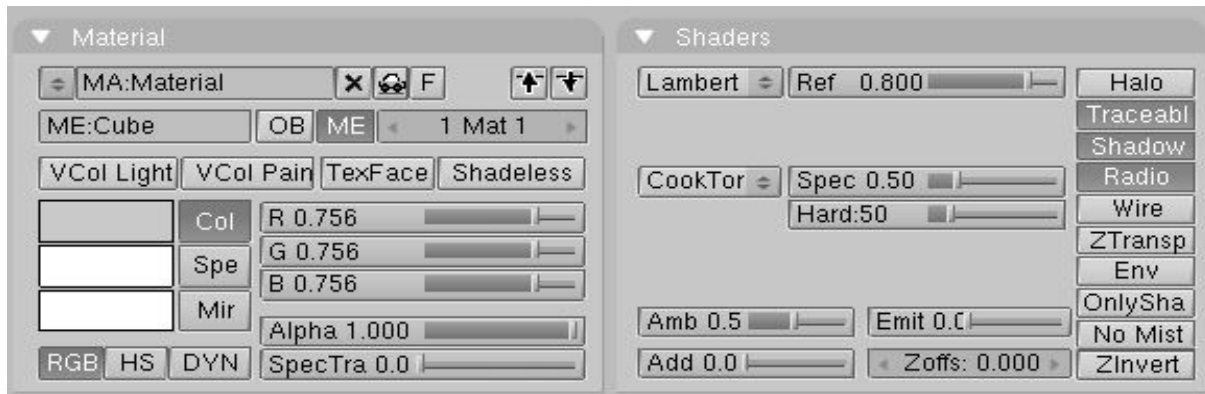 Material
MA:Material F
ME:Cube OB ME 1 Mat 1
VCol Light VCol Pain TexFace Shadeless
Col R 0.756
Spe G 0.756
B 0.756
Mir
Alpha 1.000
RGB HS DYN SpecTra 0.0
Shaders
Lambert Ref 0.800 Halo
Traceabl
Shadow
CookTor Spec 0.50 Radio
Hard:50 Wire
ZTransp
Env
OnlySha
Amb 0.5 Emit 0.0 No Mist
Add 0.0 Zoffs: 0.000 ZInvert